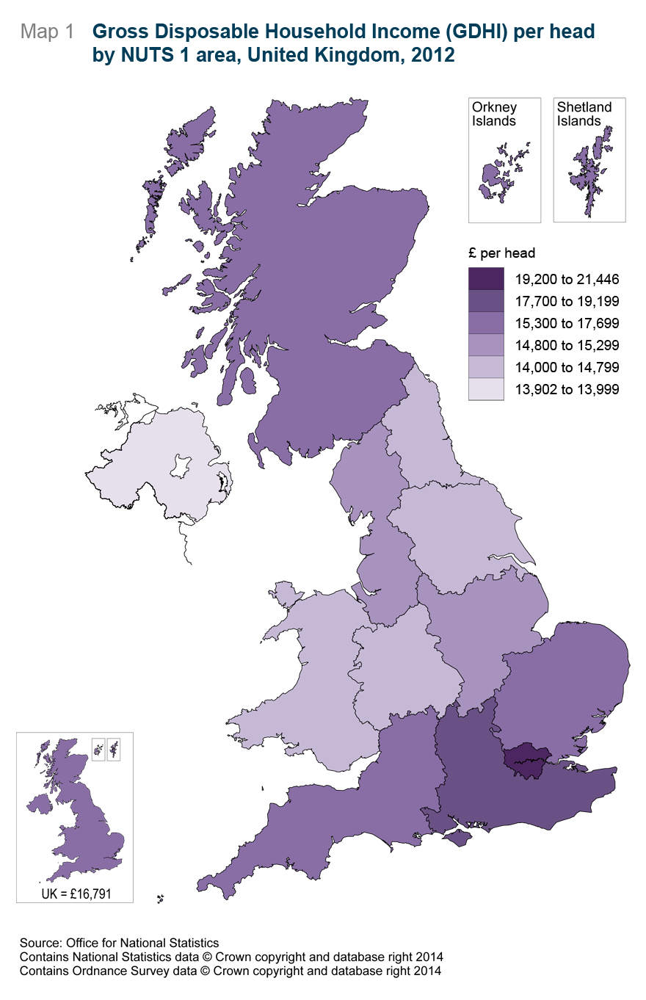 Map 1 Gross Disposable Household Income (GDHI) per head
by NUTS 1 area, United Kingdom, 2012
Orkney
Islands
Shetland
Islands
£ per head
19,200 to 21,446
17,700 to 19,199
15,300 to 17,699
14,800 to 15,299
14,000 to 14,799
13,902 to 13,999
UK = £16,791
Source: Office for National Statistics
Contains National Statistics data © Crown copyright and database right 2014
Contains Ordnance Survey data © Crown copyright and database right 2014